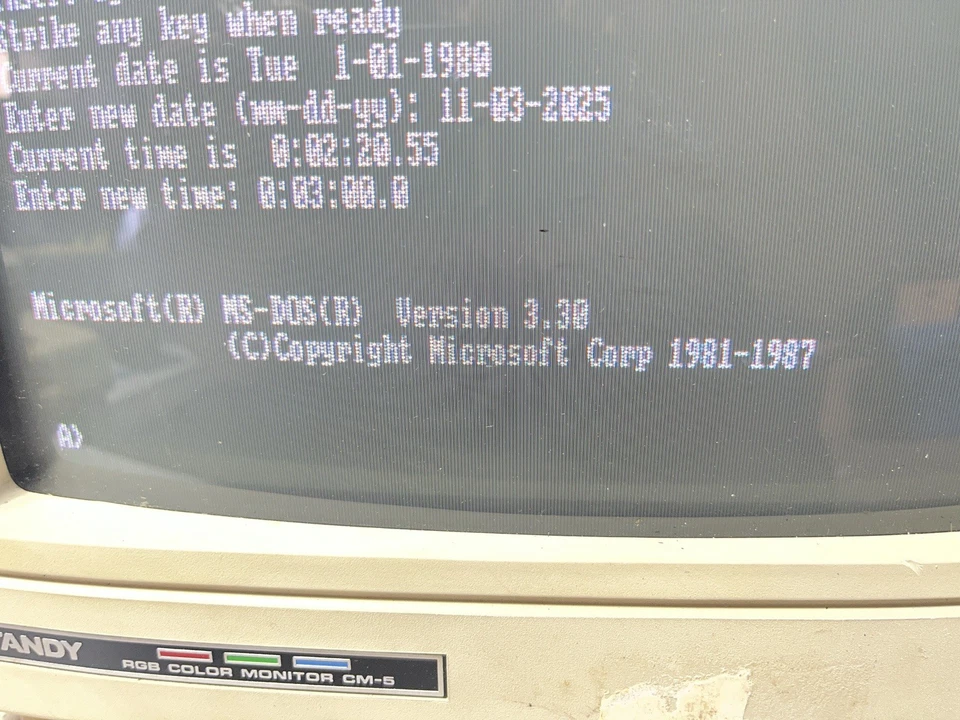 Strike any key when ready
Current date is Tue  1-01-1980
Enter new date (mm-dd-yy): 11-03-2025
Current time is  0:02:20.55
Enter new time: 0:03:00.0
Microsoft(R) MS-DOS(R)  Version 3.30
(C)Copyright Microsoft Corp 1981-1987
A>
TANDY
RGB COLOR MONITOR CM-5